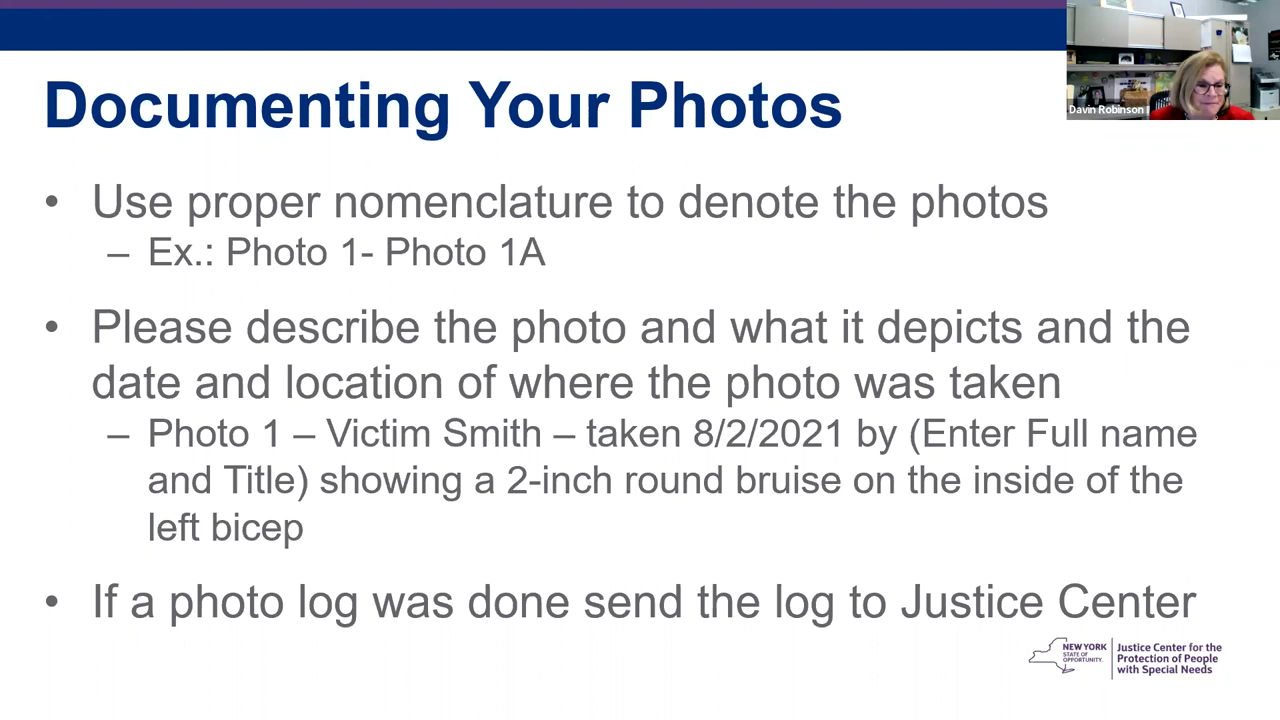 Documenting Your Photos
Davin Robinson
• Use proper nomenclature to denote the photos
– Ex.: Photo 1- Photo 1A
• Please describe the photo and what it depicts and the
date and location of where the photo was taken
– Photo 1 – Victim Smith – taken 8/2/2021 by (Enter Full name
and Title) showing a 2-inch round bruise on the inside of the
left bicep
• If a photo log was done send the log to Justice Center
NEW YORK
STATE OF
OPPORTUNITY.
Justice Center for the
Protection of People
with Special Needs